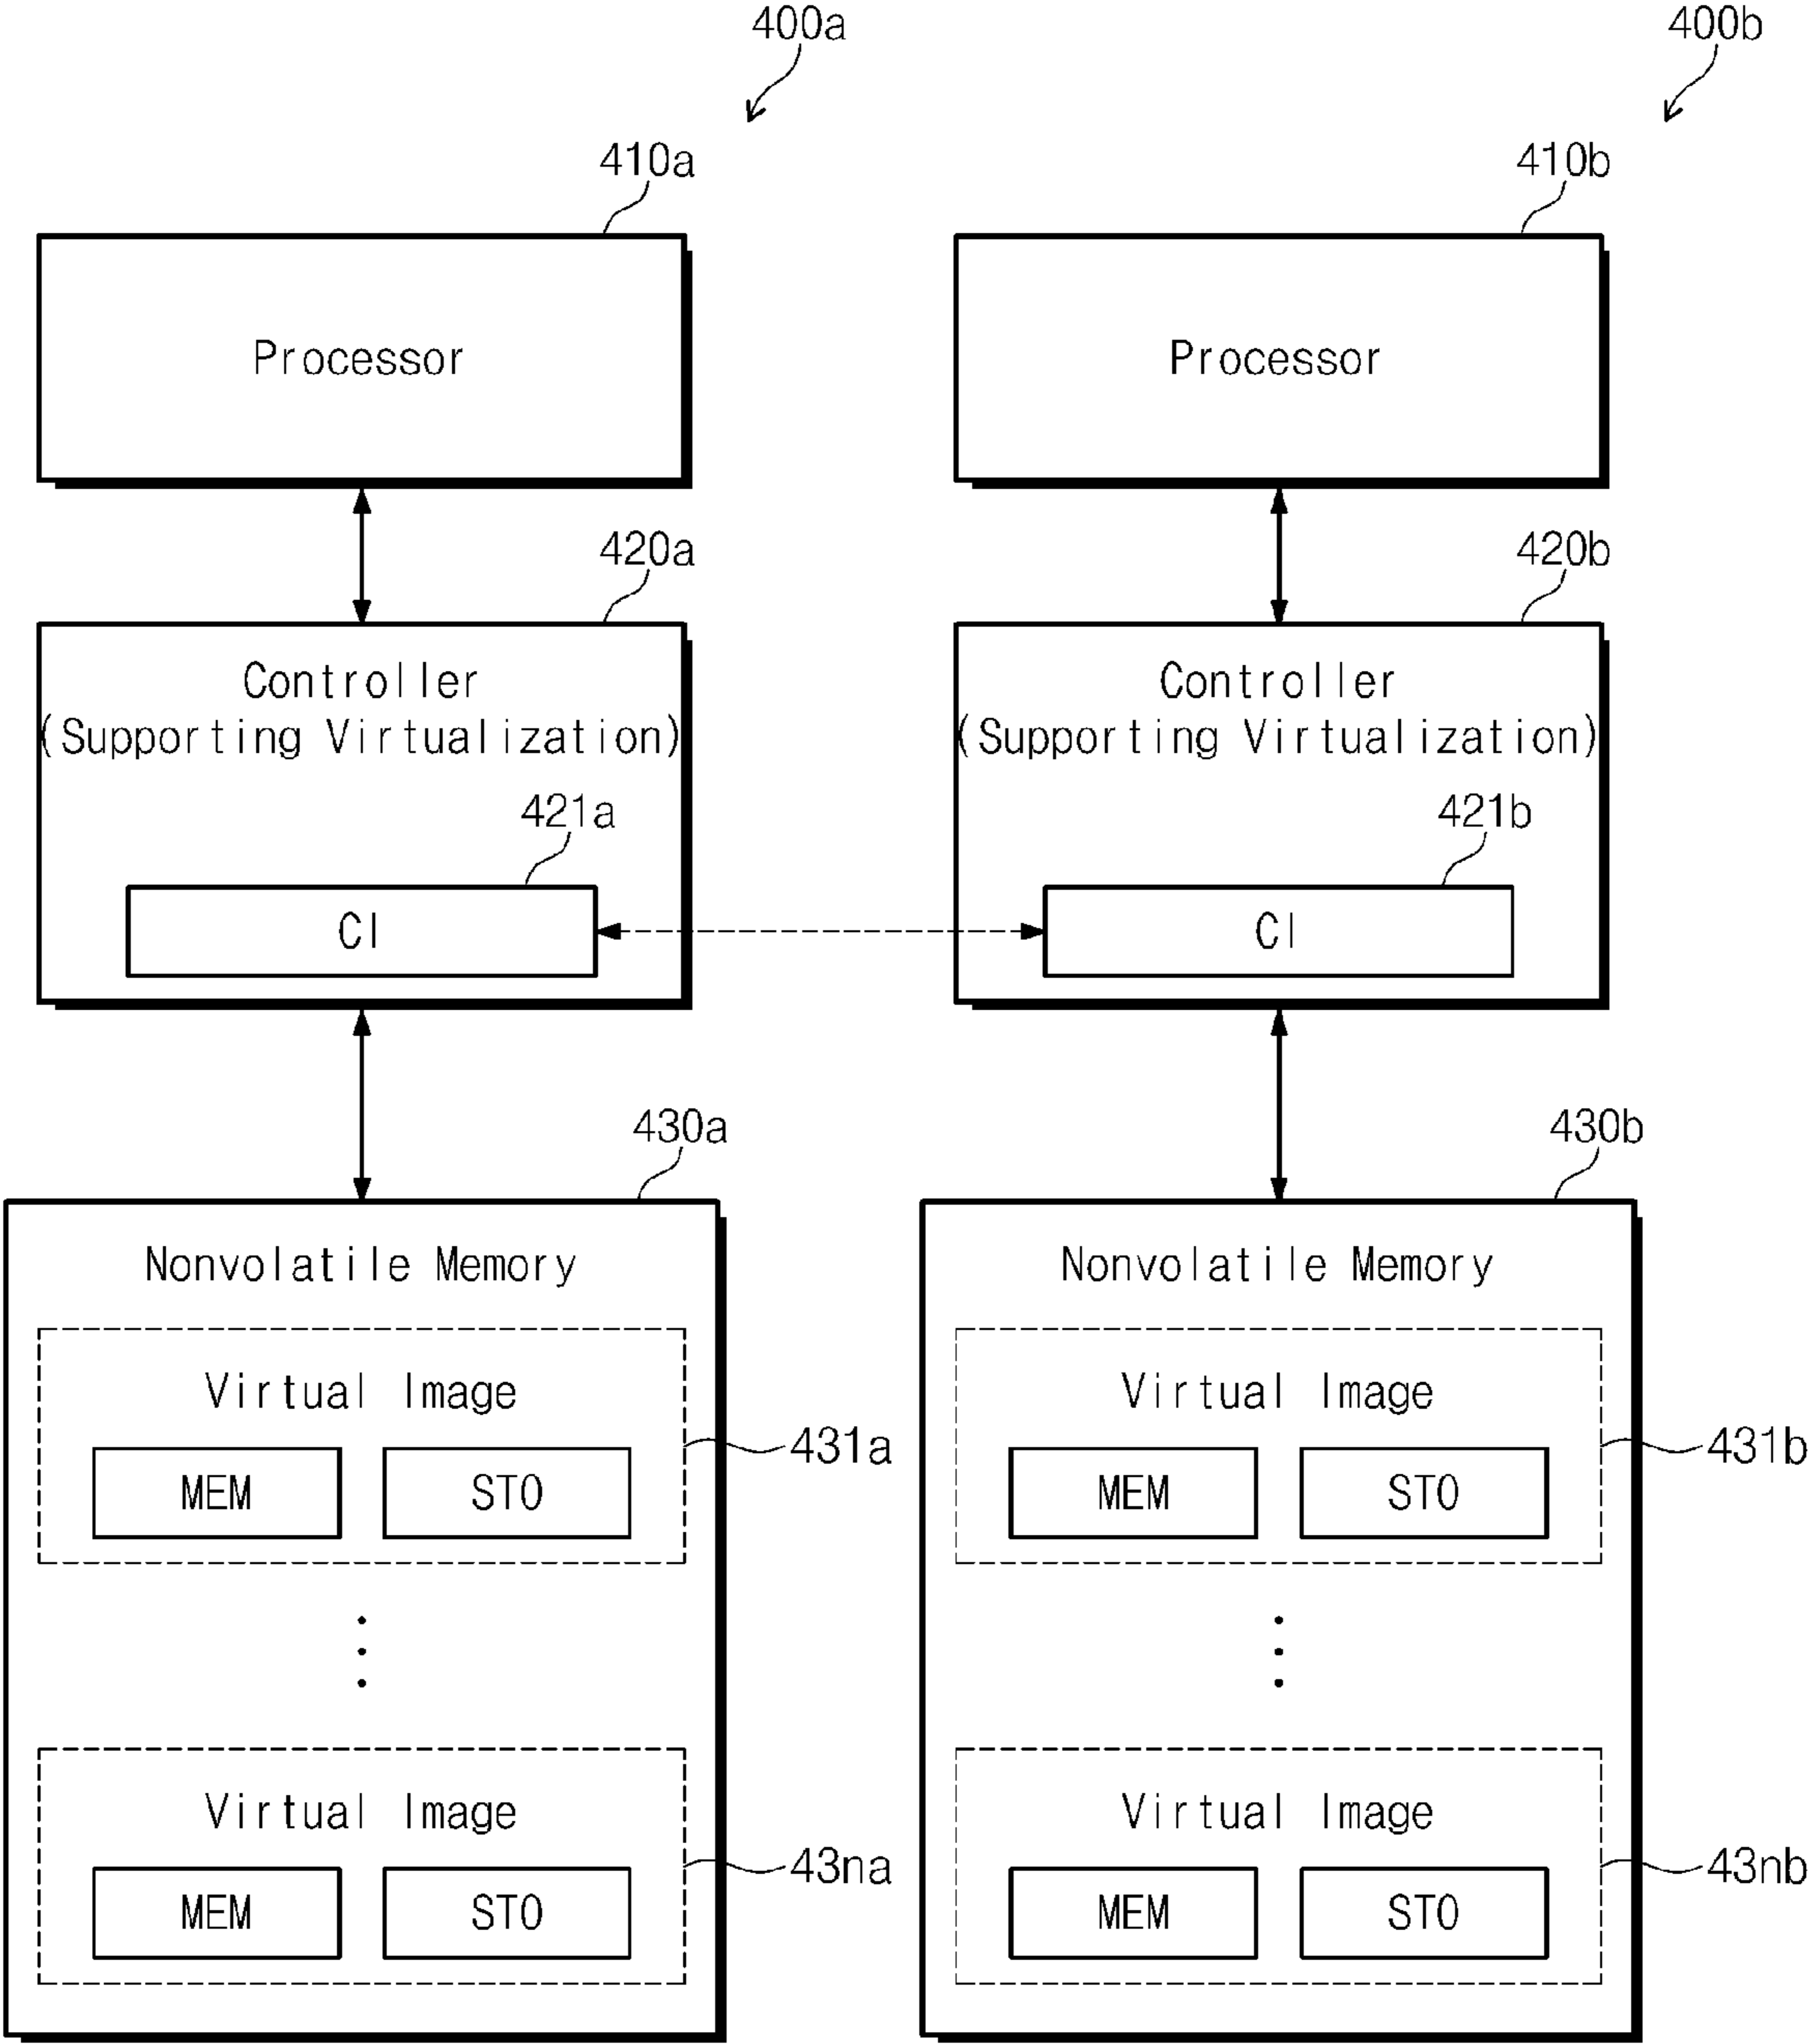 400a 400b
410a 410b
Processor Processor
420a 420b
Controller Controller
(Supporting Virtualization) (Supporting Virtualization)
421a 421b
CI CI
430a 430b
Nonvolatile Memory Nonvolatile Memory
Virtual Image Virtual Image
431a 431b
MEM STO MEM STO
Virtual Image Virtual Image
43na 43nb
MEM STO MEM STO